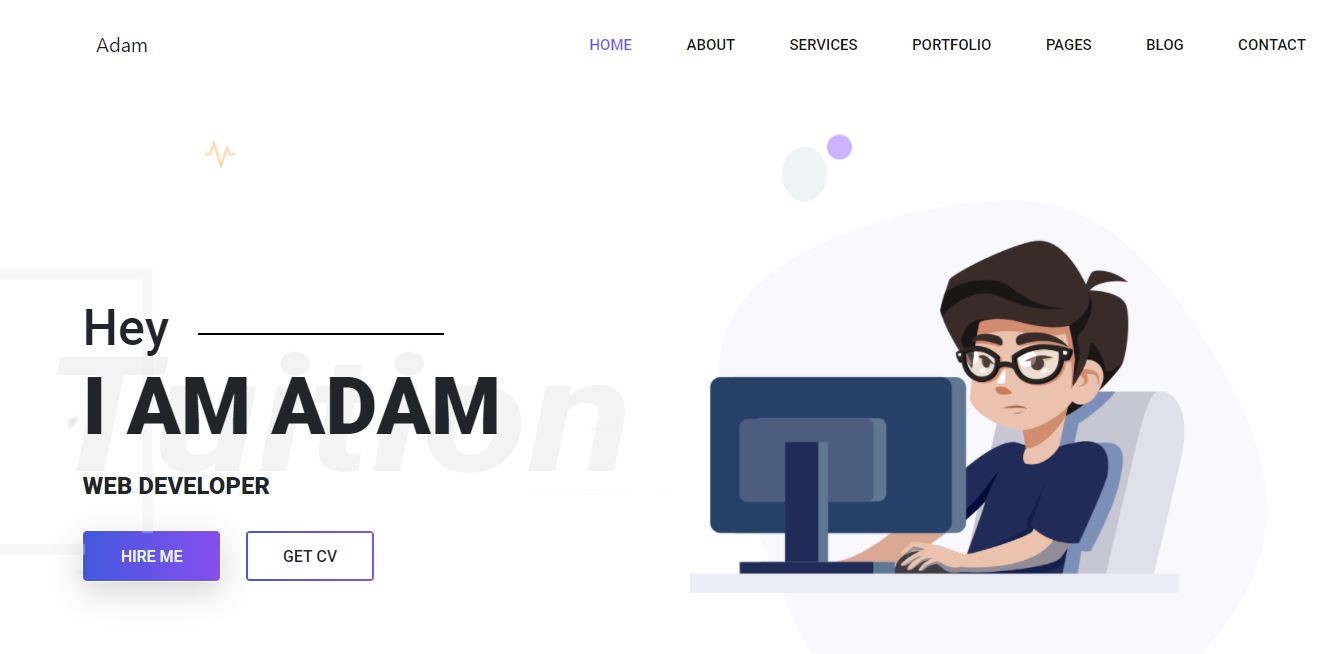 Adam
HOME ABOUT SERVICES PORTFOLIO PAGES BLOG CONTACT
Hey
Tuition
I AM ADAM
WEB DEVELOPER
HIRE ME GET CV